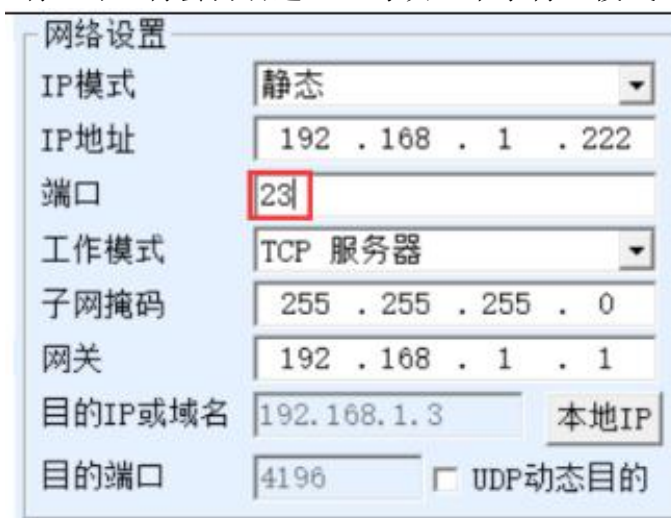 网络设置
IP模式 静态
IP地址 192 . 168 . 1 . 222
端口 23
工作模式 TCP 服务器
子网掩码 255 . 255 . 255 . 0
网关 192 . 168 . 1 . 1
目的IP或域名 192.168.1.3 本地IP
目的端口 4196 UDP动态目的